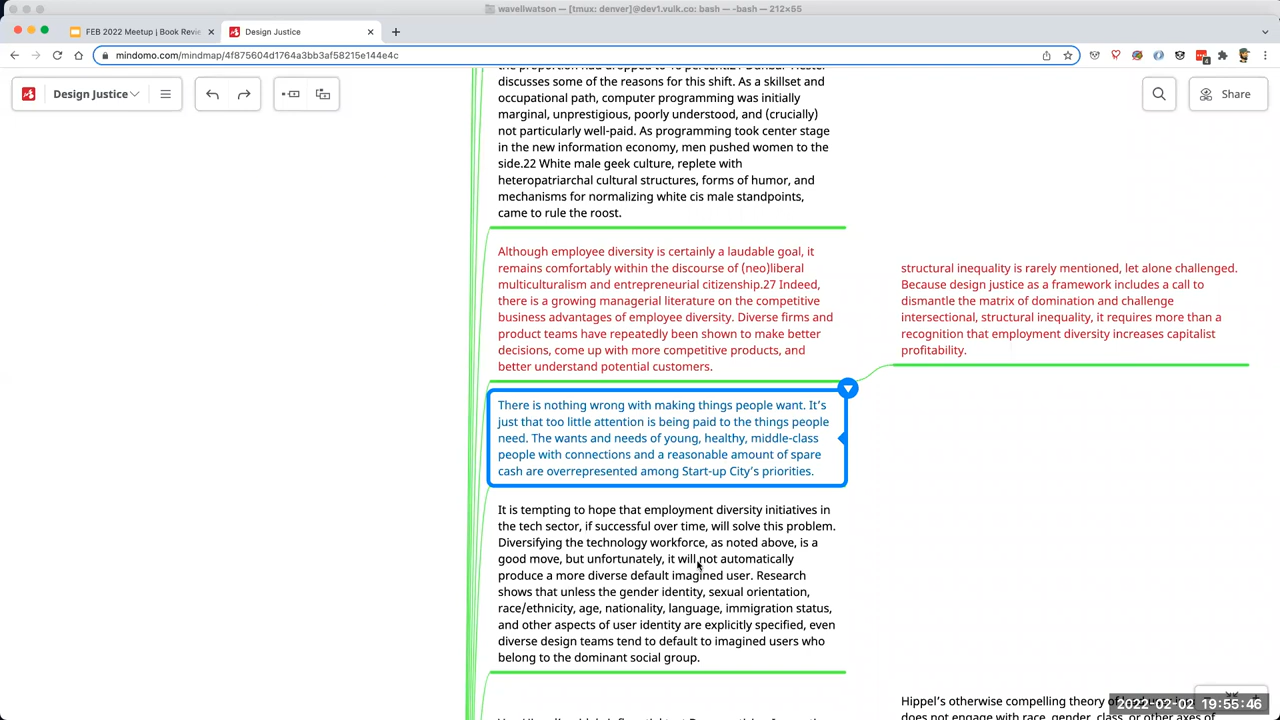 wavellwatson — [tmux: denver]@dev1.vulk.co: bash — -bash — 212×55
FEB 2022 Meetup | Book Revie
Design Justice
mindomo.com/mindmap/4f875604d1764a3bb3af58215e144e4c
Design Justice
Share
discusses some of the reasons for this shift. As a skillset and
occupational path, computer programming was initially
marginal, unprestigious, poorly understood, and (crucially)
not particularly well-paid. As programming took center stage
in the new information economy, men pushed women to the
side.22 White male geek culture, replete with
heteropatriarchal cultural structures, forms of humor, and
mechanisms for normalizing white cis male standpoints,
came to rule the roost.
Although employee diversity is certainly a laudable goal, it
remains comfortably within the discourse of (neo)liberal
multiculturalism and entrepreneurial citizenship.27 Indeed,
there is a growing managerial literature on the competitive
business advantages of employee diversity. Diverse firms and
product teams have repeatedly been shown to make better
decisions, come up with more competitive products, and
better understand potential customers.
structural inequality is rarely mentioned, let alone challenged.
Because design justice as a framework includes a call to
dismantle the matrix of domination and challenge
intersectional, structural inequality, it requires more than a
recognition that employment diversity increases capitalist
profitability.
There is nothing wrong with making things people want. It's
just that too little attention is being paid to the things people
need. The wants and needs of young, healthy, middle-class
people with connections and a reasonable amount of spare
cash are overrepresented among Start-up City's priorities.
It is tempting to hope that employment diversity initiatives in
the tech sector, if successful over time, will solve this problem.
Diversifying the technology workforce, as noted above, is a
good move, but unfortunately, it will not automatically
produce a more diverse default imagined user. Research
shows that unless the gender identity, sexual orientation,
race/ethnicity, age, nationality, language, immigration status,
and other aspects of user identity are explicitly specified, even
diverse design teams tend to default to imagined users who
belong to the dominant social group.
Hippel's otherwise compelling theory of
does not engage with race, gender, class, or other axes of
2022-02-02 19:55:46